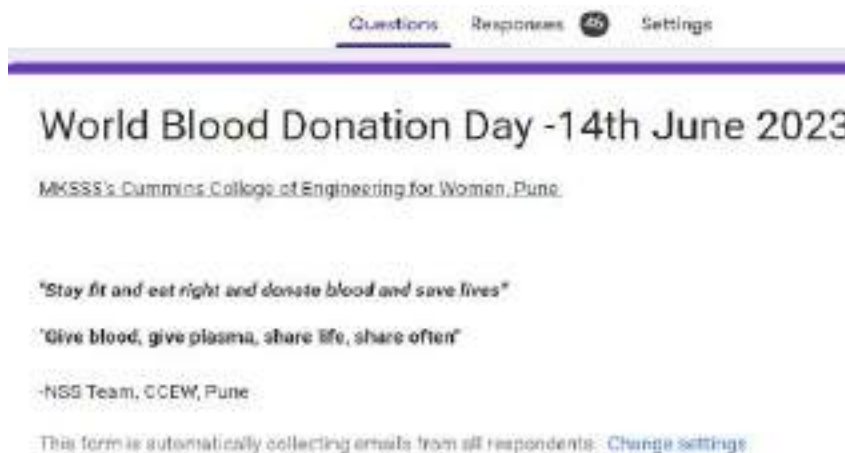 Questions Responses 46 Settings
World Blood Donation Day -14th June 2023
MKSSS's Cummins College of Engineering for Women, Pune
"Stay fit and eat right and donate blood and save lives"
"Give blood, give plasma, share life, share often"
-NSS Team, CCEW, Pune
This form is automatically collecting emails from all respondents. Change settings